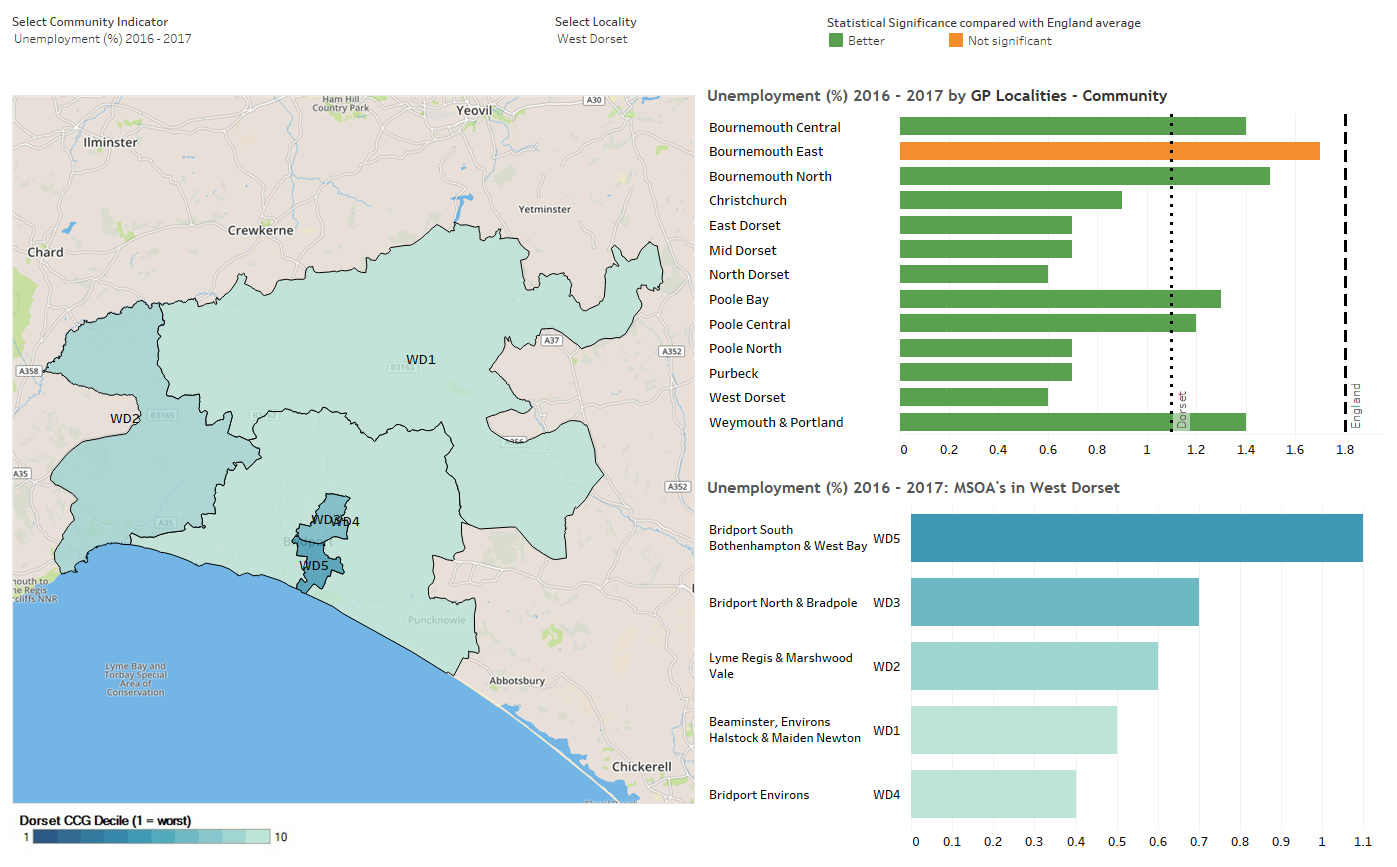 Select Community Indicator
Unemployment (%) 2016 - 2017
Select Locality
West Dorset
Statistical Significance compared with England average
Better
Not significant
Ham Hill
Country Park
Yeovil
A30
Ilminster
Yetminster
Crewkerne
Chard
A37
A352
A358
WD1
B3163
WD2
B3165
A356
A35
A352
A35
WD3
WD4
WD5
Puncknowle
Lyme Bay and
Torbay Special
Area of
Conservation
Abbotsbury
Chickerell
Dorset CCG Decile (1 = worst)
1
10
Unemployment (%) 2016 - 2017 by GP Localities - Community
Bournemouth Central
Bournemouth East
Bournemouth North
Christchurch
East Dorset
Mid Dorset
North Dorset
Poole Bay
Poole Central
Poole North
Purbeck
West Dorset
Weymouth & Portland
Dorset
England
0 0.2 0.4 0.6 0.8 1 1.2 1.4 1.6 1.8
Unemployment (%) 2016 - 2017: MSOA's in West Dorset
Bridport South
Bothenhampton & West Bay WD5
Bridport North & Bradpole WD3
Lyme Regis & Marshwood
Vale WD2
Beaminster, Environs
Halstock & Maiden Newton WD1
Bridport Environs WD4
0 0.1 0.2 0.3 0.4 0.5 0.6 0.7 0.8 0.9 1 1.1